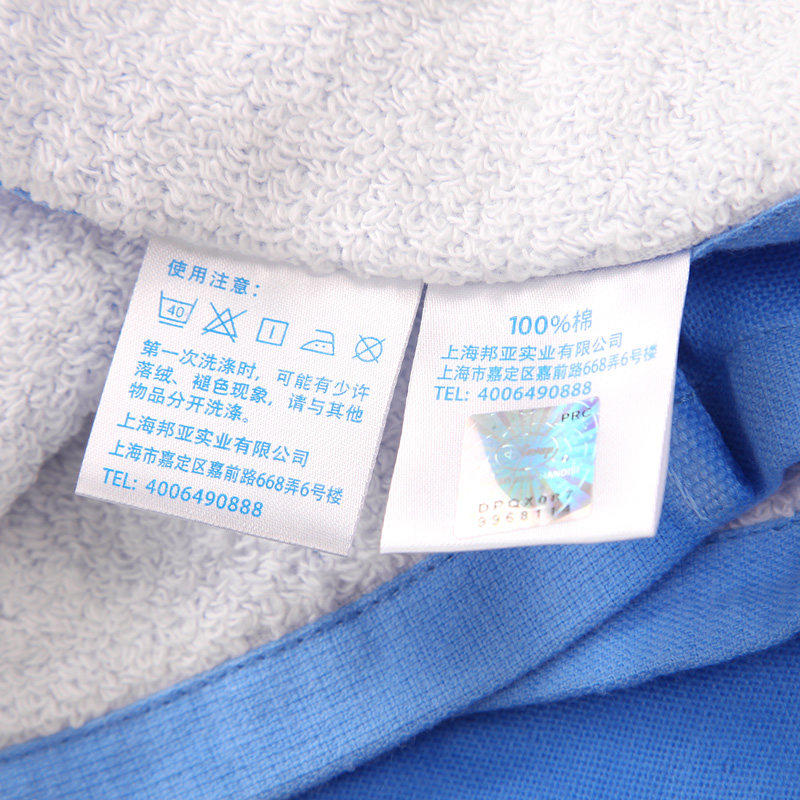 使用注意：
40
第一次洗涤时，可能有少许
落绒、褪色现象，请与其他
物品分开洗涤。
上海邦亚实业有限公司
上海市嘉定区嘉前路668弄6号楼
TEL: 4006490888
100%棉
上海邦亚实业有限公司
上海市嘉定区嘉前路668弄6号楼
TEL: 4006490888
PRC
9968114